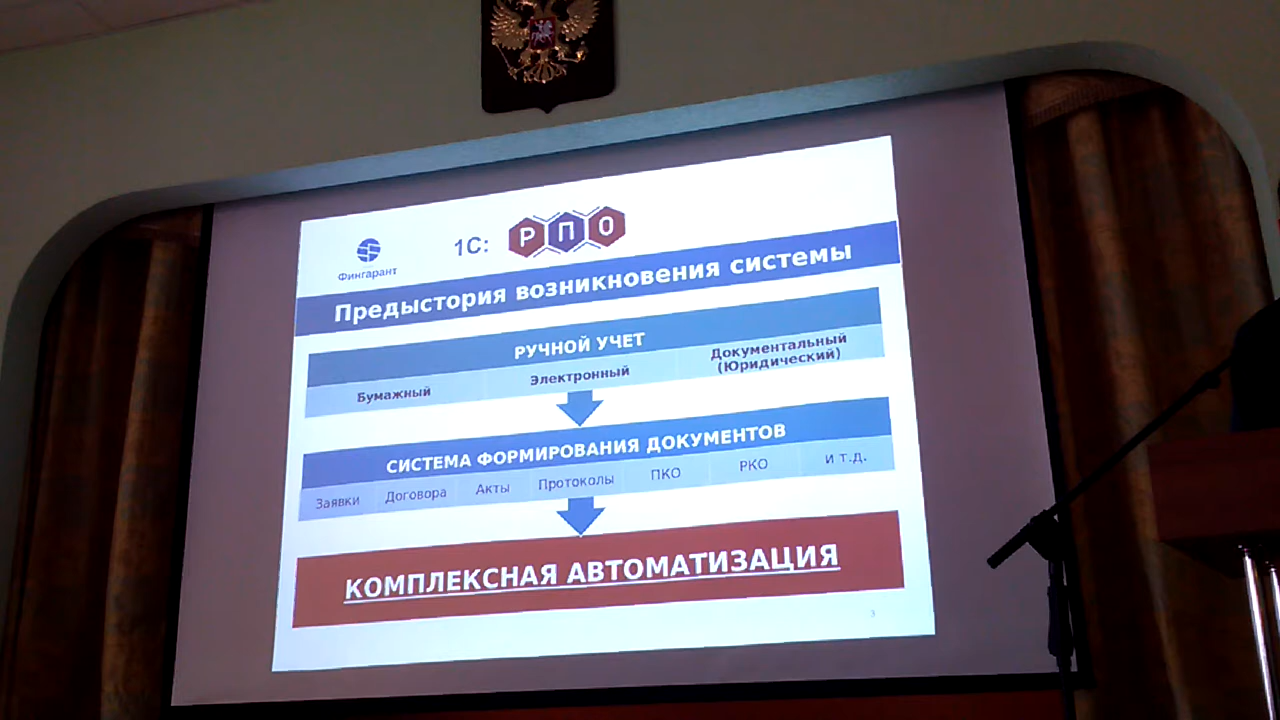 Фингарант
1С: РПО
Предыстория возникновения системы
РУЧНОЙ УЧЕТ
Бумажный
Электронный
Документальный
(Юридический)
СИСТЕМА ФОРМИРОВАНИЯ ДОКУМЕНТОВ
Заявки Договора Акты Протоколы ПКО РКО и т.д.
КОМПЛЕКСНАЯ АВТОМАТИЗАЦИЯ
3